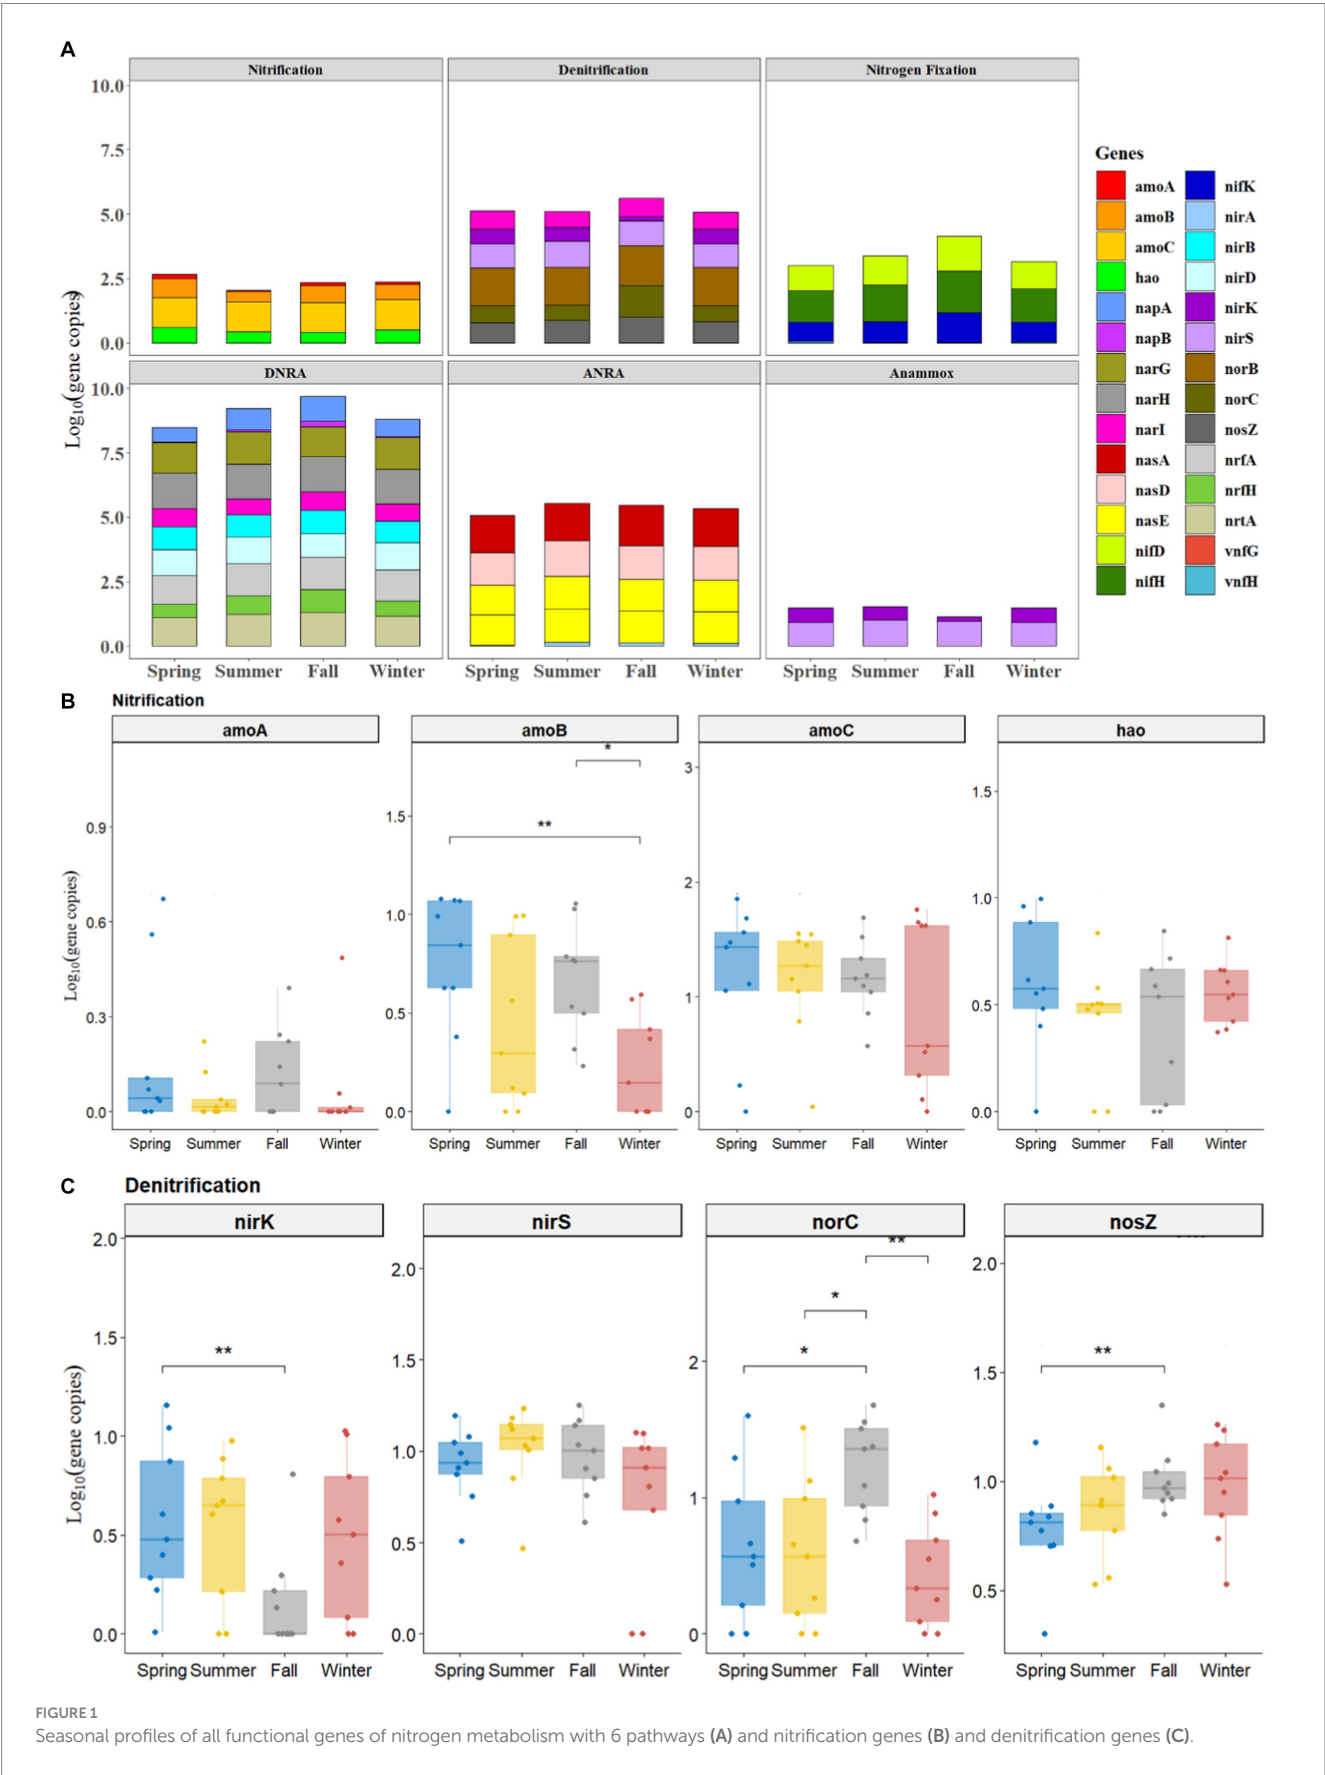 A
Nitrification
Denitrification
Nitrogen Fixation
10.0
7.5
5.0
2.5
0.0
DNRA
ANRA
Anammox
10.0
7.5
5.0
2.5
0.0
Log10(gene copies)
Spring Summer Fall Winter
Spring Summer Fall Winter
Spring Summer Fall Winter
Genes
amoA nifK
amoB nirA
amoC nirB
hao nirD
napA nirK
napB nirS
narG norB
narH norC
narI nosZ
nasA nrfA
nasD nrfH
nasE nrtA
nifD vnfG
nifH vnfH
B Nitrification
amoA
Log10(gene copies)
0.9
0.6
0.3
0.0
Spring Summer Fall Winter
amoB
*
**
1.5
1.0
0.5
0.0
Spring Summer Fall Winter
amoC
3
2
1
0
Spring Summer Fall Winter
hao
1.5
1.0
0.5
0.0
Spring Summer Fall Winter
C Denitrification
nirK
Log10(gene copies)
2.0
1.5
**
1.0
0.5
0.0
Spring Summer Fall Winter
nirS
2.0
1.5
1.0
0.5
0.0
Spring Summer Fall Winter
norC
**
*
*
2
1
0
Spring Summer Fall Winter
nosZ
2.0
1.5
**
1.0
0.5
Spring Summer Fall Winter
FIGURE 1
Seasonal profiles of all functional genes of nitrogen metabolism with 6 pathways (A) and nitrification genes (B) and denitrification genes (C).